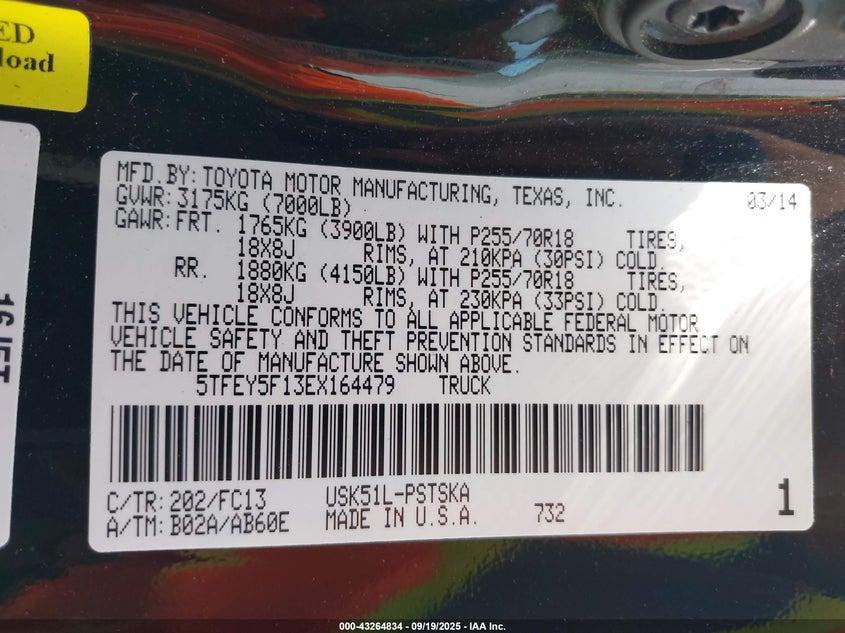 ED
load
16JET
MFD.BY:TOYOTA MOTOR MANUFACTURING, TEXAS, INC. 03/14
GVWR:3175KG (7000LB)
GAWR:FRT. 1765KG (3900LB) WITH P255/70R18 TIRES,
18X8J RIMS, AT 210KPA (30PSI) COLD.
RR. 1880KG (4150LB) WITH P255/70R18 TIRES,
18X8J RIMS, AT 230KPA (33PSI) COLD.
THIS VEHICLE CONFORMS TO ALL APPLICABLE FEDERAL MOTOR
VEHICLE SAFETY AND THEFT PREVENTION STANDARDS IN EFFECT ON
THE DATE OF MANUFACTURE SHOWN ABOVE.
5TFEY5F13EX164479 TRUCK
C/TR:202/FC13 USK51L-PSTSKA
A/TM:B02A/AB60E MADE IN U.S.A. 732 1
000-43264834 - 09/19/2025 - IAA Inc.